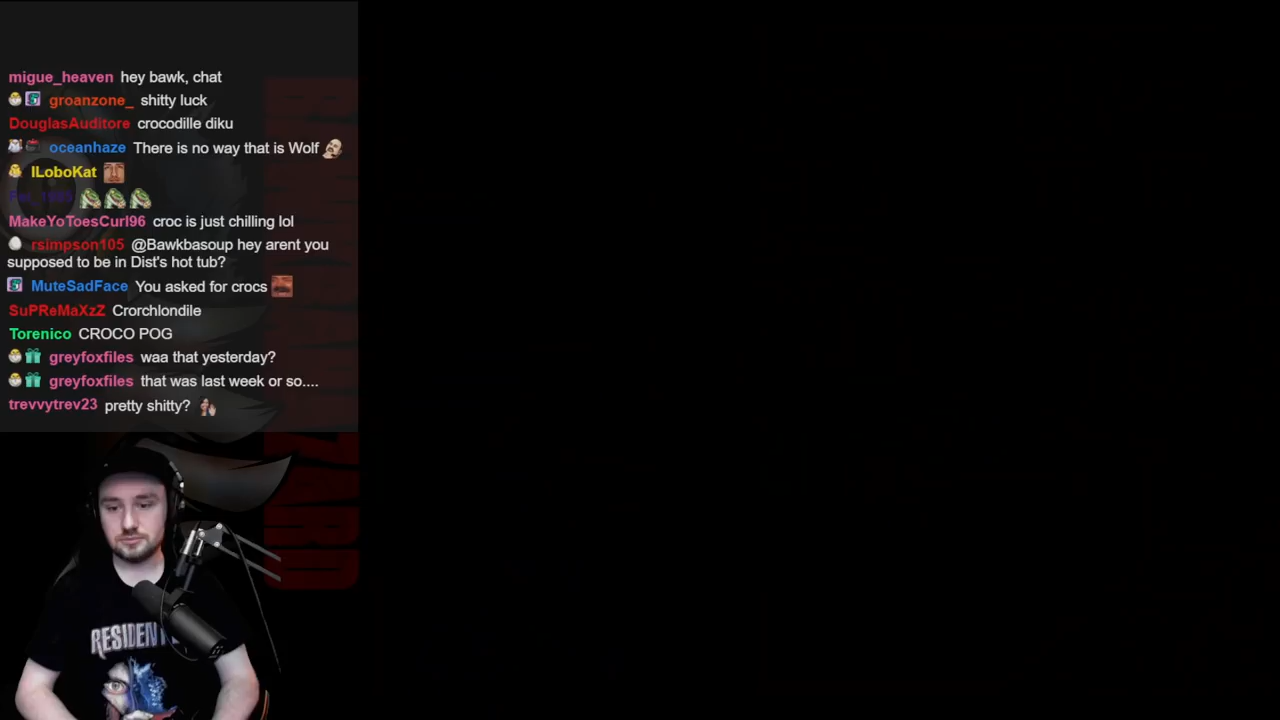 migue_heaven hey bawk, chat
groanzone_ shitty luck
DouglasAuditore crocodille diku
oceanhaze There is no way that is Wolf
ILoboKat
MakeYoToesCurl96 croc is just chilling lol
rsimpson105 @Bawkbasoup hey arent you
supposed to be in Dist's hot tub?
MuteSadFace You asked for crocs
SuPReMaXzZ Crorchlondile
Torenico CROCO POG
greyfoxfiles waa that yesterday?
greyfoxfiles that was last week or so....
trevvytrev23 pretty shitty?
RESIDENT